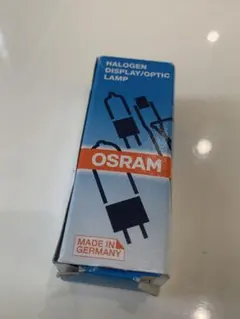 HALOGEN
DISPLAY/OPTIC
LAMP
OSRAM
MADE IN
GERMANY